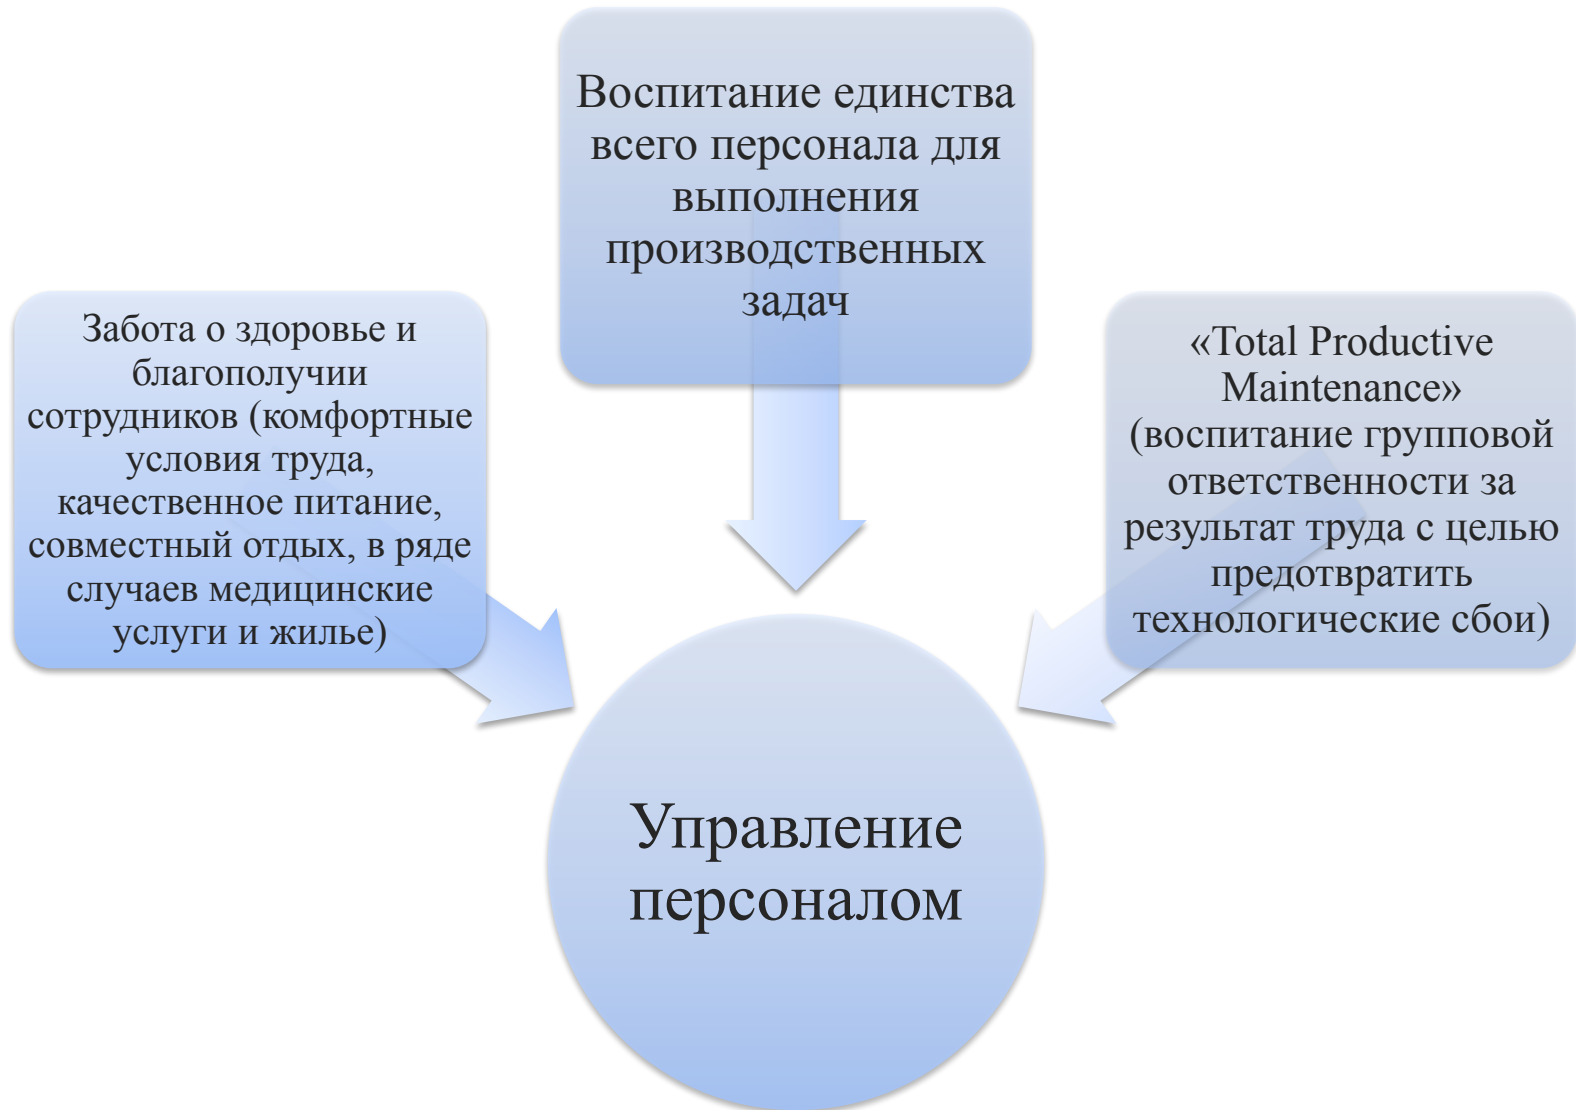 Воспитание единства
всего персонала для
выполнения
производственных
задач
Забота о здоровье и
благополучии
сотрудников (комфортные
условия труда,
качественное питание,
совместный отдых, в ряде
случаев медицинские
услуги и жилье)
«Total Productive
Maintenance»
(воспитание групповой
ответственности за
результат труда с целью
предотвратить
технологические сбои)
Управление
персоналом